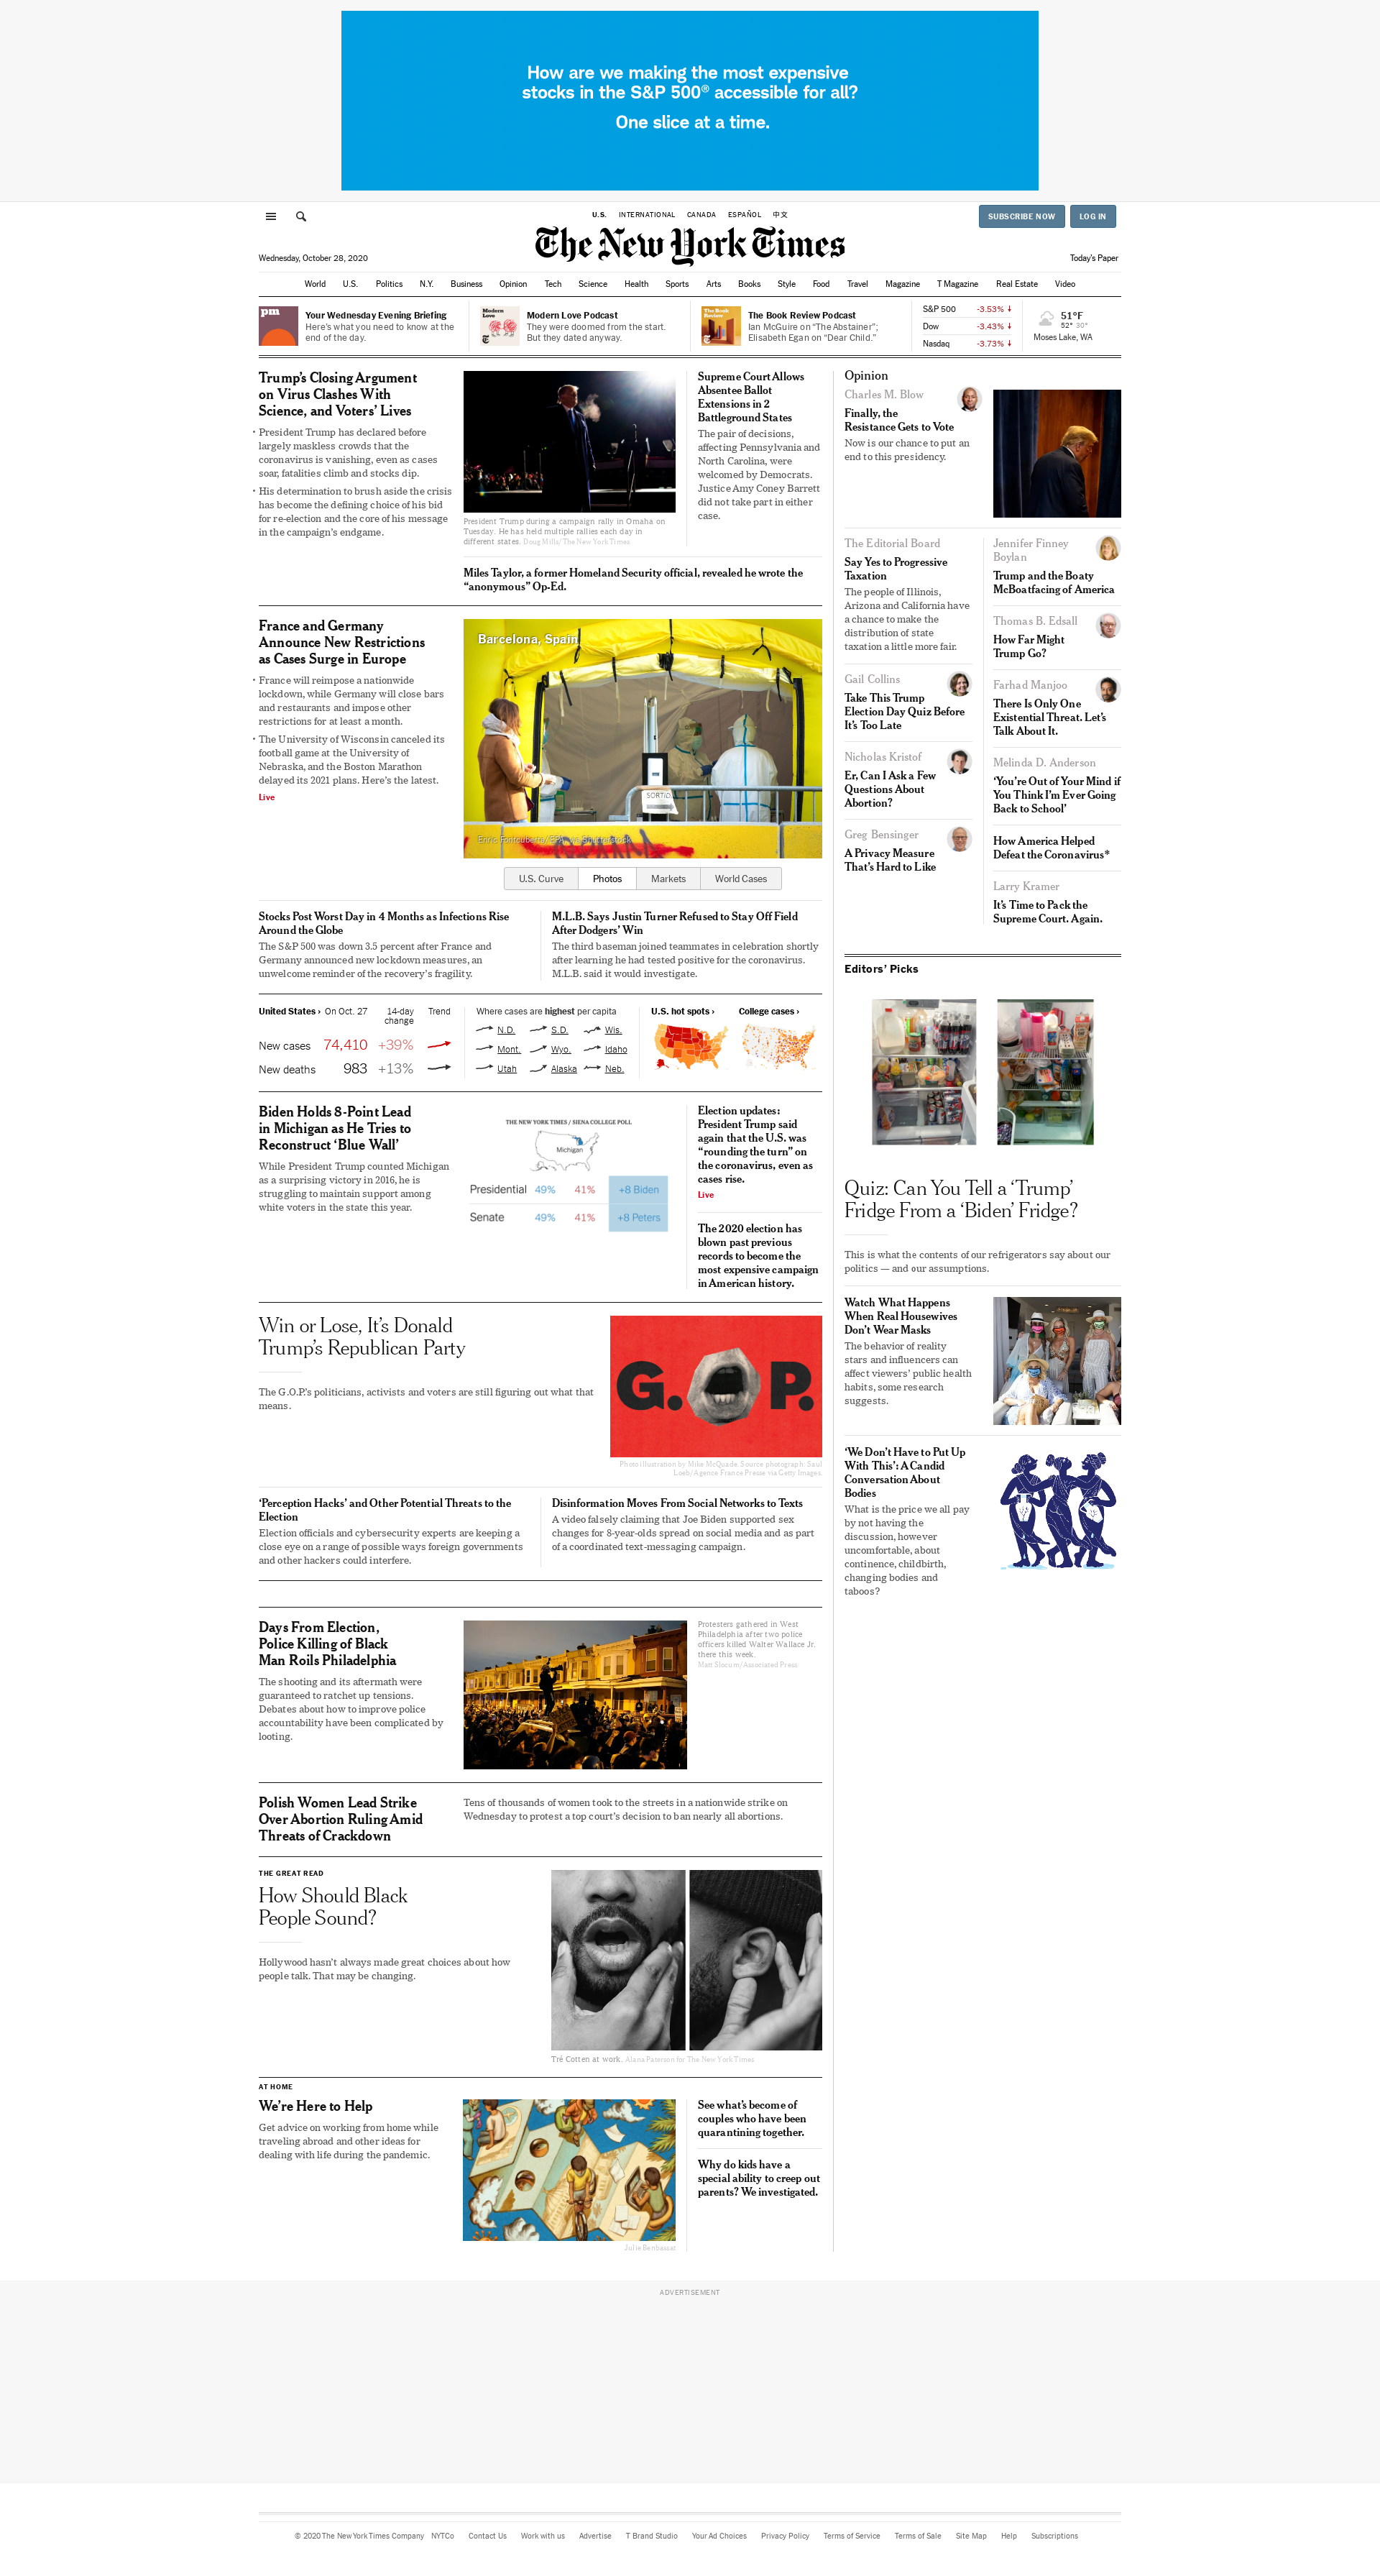 How are we making the most expensive
stocks in the S&P 500® accessible for all?
One slice at a time.
U.S. INTERNATIONAL CANADA ESPAÑOL 中文
SUBSCRIBE NOW LOG IN
The New York Times
Wednesday, October 28, 2020
Today's Paper
World U.S. Politics N.Y. Business Opinion Tech Science Health Sports Arts Books Style Food Travel Magazine T Magazine Real Estate Video
pm
Your Wednesday Evening Briefing
Here's what you need to know at the
end of the day.
Modern
Love
Modern Love Podcast
They were doomed from the start.
But they dated anyway.
The Book
Review
The Book Review Podcast
Ian McGuire on “The Abstainer”;
Elisabeth Egan on “Dear Child.”
S&P 500 -3.53% ↓
Dow -3.43% ↓
Nasdaq -3.73% ↓
51°F
52° 30°
Moses Lake, WA
Trump’s Closing Argument
on Virus Clashes With
Science, and Voters’ Lives
• President Trump has declared before
largely maskless crowds that the
coronavirus is vanishing, even as cases
soar, fatalities climb and stocks dip.
• His determination to brush aside the crisis
has become the defining choice of his bid
for re-election and the core of his message
in the campaign’s endgame.
President Trump during a campaign rally in Omaha on
Tuesday. He has held multiple rallies each day in
different states. Doug Mills/The New York Times
Supreme Court Allows
Absentee Ballot
Extensions in 2
Battleground States
The pair of decisions,
affecting Pennsylvania and
North Carolina, were
welcomed by Democrats.
Justice Amy Coney Barrett
did not take part in either
case.
Miles Taylor, a former Homeland Security official, revealed he wrote the
“anonymous” Op-Ed.
France and Germany
Announce New Restrictions
as Cases Surge in Europe
• France will reimpose a nationwide
lockdown, while Germany will close bars
and restaurants and impose other
restrictions for at least a month.
• The University of Wisconsin canceled its
football game at the University of
Nebraska, and the Boston Marathon
delayed its 2021 plans. Here’s the latest.
Live
Barcelona, Spain
SORTIDA
U.S. Curve Photos Markets World Cases
Stocks Post Worst Day in 4 Months as Infections Rise
Around the Globe
The S&P 500 was down 3.5 percent after France and
Germany announced new lockdown measures, an
unwelcome reminder of the recovery’s fragility.
M.L.B. Says Justin Turner Refused to Stay Off Field
After Dodgers’ Win
The third baseman joined teammates in celebration shortly
after learning he had tested positive for the coronavirus.
M.L.B. said it would investigate.
United States › On Oct. 27 14-day
change Trend
New cases 74,410 +39%
New deaths 983 +13%
Where cases are highest per capita
N.D. S.D. Wis.
Mont. Wyo. Idaho
Utah Alaska Neb.
U.S. hot spots › College cases ›
Biden Holds 8-Point Lead
in Michigan as He Tries to
Reconstruct ‘Blue Wall’
While President Trump counted Michigan
as a surprising victory in 2016, he is
struggling to maintain support among
white voters in the state this year.
THE NEW YORK TIMES / SIENA COLLEGE POLL
Michigan
Presidential 49% 41% +8 Biden
Senate 49% 41% +8 Peters
Election updates:
President Trump said
again that the U.S. was
“rounding the turn” on
the coronavirus, even as
cases rise.
Live
The 2020 election has
blown past previous
records to become the
most expensive campaign
in American history.
Win or Lose, It’s Donald
Trump’s Republican Party
The G.O.P.’s politicians, activists and voters are still figuring out what that
means.
G.O.P.
Photo illustration by Mike McQuade. Source photograph: Saul
Loeb/Agence France Presse via Getty Images
‘Perception Hacks’ and Other Potential Threats to the
Election
Election officials and cybersecurity experts are keeping a
close eye on a range of possible ways foreign governments
and other hackers could interfere.
Disinformation Moves From Social Networks to Texts
A video falsely claiming that Joe Biden supported sex
changes for 8-year-olds spread on social media and as part
of a coordinated text-messaging campaign.
Days From Election,
Police Killing of Black
Man Roils Philadelphia
The shooting and its aftermath were
guaranteed to ratchet up tensions.
Debates about how to improve police
accountability have been complicated by
looting.
Protesters gathered in West
Philadelphia after two police
officers killed Walter Wallace Jr.
there this week.
Matt Slocum/Associated Press
Polish Women Lead Strike
Over Abortion Ruling Amid
Threats of Crackdown
Tens of thousands of women took to the streets in a nationwide strike on
Wednesday to protest a top court’s decision to ban nearly all abortions.
THE GREAT READ
How Should Black
People Sound?
Hollywood hasn’t always made great choices about how
people talk. That may be changing.
Tré Cotten at work. Alana Paterson for The New York Times
AT HOME
We’re Here to Help
Get advice on working from home while
traveling abroad and other ideas for
dealing with life during the pandemic.
Julie Benbassat
See what’s become of
couples who have been
quarantining together.
Why do kids have a
special ability to creep out
parents? We investigated.
Opinion
Charles M. Blow
Finally, the
Resistance Gets to Vote
Now is our chance to put an
end to this presidency.
The Editorial Board
Say Yes to Progressive
Taxation
The people of Illinois,
Arizona and California have
a chance to make the
distribution of state
taxation a little more fair.
Gail Collins
Take This Trump
Election Day Quiz Before
It’s Too Late
Nicholas Kristof
Er, Can I Ask a Few
Questions About
Abortion?
Greg Bensinger
A Privacy Measure
That’s Hard to Like
Jennifer Finney
Boylan
Trump and the Boaty
McBoatfacing of America
Thomas B. Edsall
How Far Might
Trump Go?
Farhad Manjoo
There Is Only One
Existential Threat. Let’s
Talk About It.
Melinda D. Anderson
‘You’re Out of Your Mind if
You Think I’m Ever Going
Back to School’
How America Helped
Defeat the Coronavirus*
Larry Kramer
It’s Time to Pack the
Supreme Court. Again.
Editors’ Picks
Quiz: Can You Tell a ‘Trump’
Fridge From a ‘Biden’ Fridge?
This is what the contents of our refrigerators say about our
politics — and our assumptions.
Watch What Happens
When Real Housewives
Don’t Wear Masks
The behavior of reality
stars and influencers can
affect viewers’ public health
habits, some research
suggests.
‘We Don’t Have to Put Up
With This’: A Candid
Conversation About
Bodies
What is the price we all pay
by not having the
discussion, however
uncomfortable, about
continence, childbirth,
changing bodies and
taboos?
ADVERTISEMENT
© 2020 The New York Times Company NYTCo Contact Us Work with us Advertise T Brand Studio Your Ad Choices Privacy Policy Terms of Service Terms of Sale Site Map Help Subscriptions